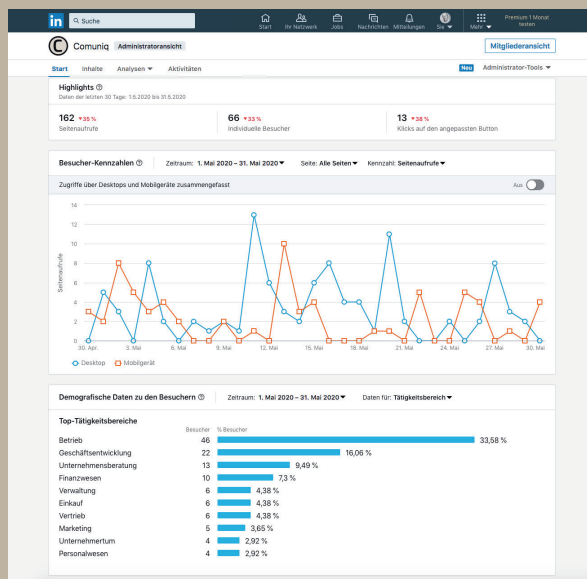 in Suche Start Ihr Netzwerk Jobs Nachrichten Mitteilungen Sie Mehr Premium 1 Monat testen
Comuniq Administratoransicht Mitgliederansicht
Start Inhalte Analysen Aktivitäten Neu Administrator-Tools
Highlights
Daten der letzten 30 Tage: 1.5.2020 bis 31.5.2020
162 ▼35 % 66 ▼33 % 13 ▼38 %
Seitenaufrufe Individuelle Besucher Klicks auf den angepassten Button
Besucher-Kennzahlen Zeitraum: 1. Mai 2020 – 31. Mai 2020 Seite: Alle Seiten Kennzahl: Seitenaufrufe
Zugriffe über Desktops und Mobilgeräte zusammengefasst Aus
14
12
10
8
6
4
2
0
Seitenaufrufe
30. Apr. 3. Mai 6. Mai 9. Mai 12. Mai 15. Mai 18. Mai 21. Mai 24. Mai 27. Mai 30. Mai
Desktop Mobilgerät
Demografische Daten zu den Besuchern Zeitraum: 1. Mai 2020 – 31. Mai 2020 Daten für: Tätigkeitsbereich
Top-Tätigkeitsbereiche
Besucher % Besucher
Betrieb 46 33,58 %
Geschäftsentwicklung 22 16,06 %
Unternehmensberatung 13 9,49 %
Finanzwesen 10 7,3 %
Verwaltung 6 4,38 %
Einkauf 6 4,38 %
Vertrieb 6 4,38 %
Marketing 5 3,65 %
Unternehmertum 4 2,92 %
Personalwesen 4 2,92 %